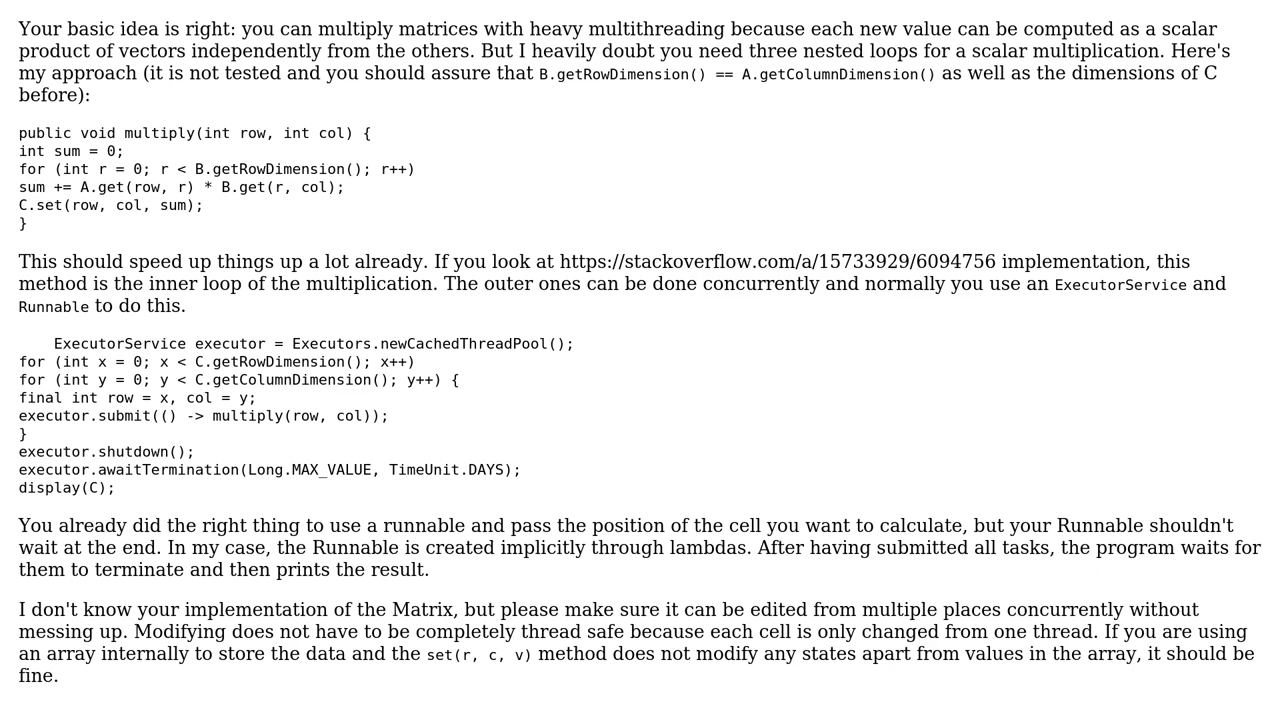 Your basic idea is right: you can multiply matrices with heavy multithreading because each new value can be computed as a scalar
product of vectors independently from the others. But I heavily doubt you need three nested loops for a scalar multiplication. Here's
my approach (it is not tested and you should assure that B.getRowDimension() == A.getColumnDimension() as well as the dimensions of C
before):
public void multiply(int row, int col) {
int sum = 0;
for (int r = 0; r < B.getRowDimension(); r++)
sum += A.get(row, r) * B.get(r, col);
C.set(row, col, sum);
}
This should speed up things up a lot already. If you look at https://stackoverflow.com/a/15733929/6094756 implementation, this
method is the inner loop of the multiplication. The outer ones can be done concurrently and normally you use an ExecutorService and
Runnable to do this.
    ExecutorService executor = Executors.newCachedThreadPool();
for (int x = 0; x < C.getRowDimension(); x++)
for (int y = 0; y < C.getColumnDimension(); y++) {
final int row = x, col = y;
executor.submit(() -> multiply(row, col));
}
executor.shutdown();
executor.awaitTermination(Long.MAX_VALUE, TimeUnit.DAYS);
display(C);
You already did the right thing to use a runnable and pass the position of the cell you want to calculate, but your Runnable shouldn't
wait at the end. In my case, the Runnable is created implicitly through lambdas. After having submitted all tasks, the program waits for
them to terminate and then prints the result.
I don't know your implementation of the Matrix, but please make sure it can be edited from multiple places concurrently without
messing up. Modifying does not have to be completely thread safe because each cell is only changed from one thread. If you are using
an array internally to store the data and the set(r, c, v) method does not modify any states apart from values in the array, it should be
fine.